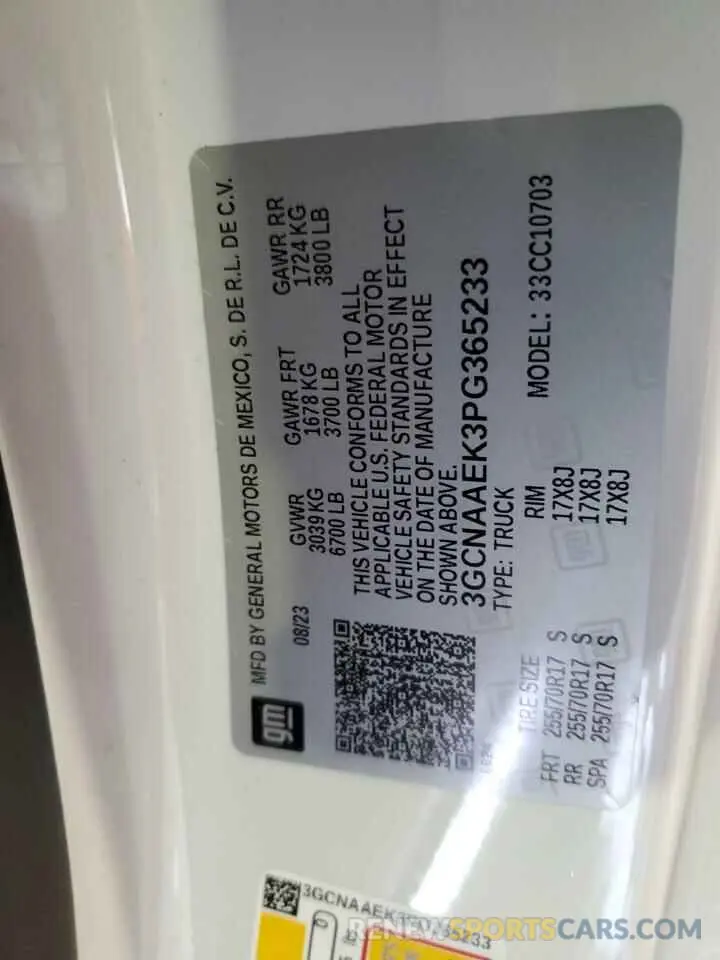 gm
MFD BY GENERAL MOTORS DE MEXICO, S. DE R.L. DE C.V.
08/23
GVWR GAWR FRT GAWR RR
3039 KG 1678 KG 1724 KG
6700 LB 3700 LB 3800 LB
THIS VEHICLE CONFORMS TO ALL
APPLICABLE U.S. FEDERAL MOTOR
VEHICLE SAFETY STANDARDS IN EFFECT
ON THE DATE OF MANUFACTURE
SHOWN ABOVE.
3GCNAAEK3PG365233
TYPE: TRUCK MODEL: 33CC10703
TIRE SIZE RIM
FRT 255/70R17 S 17X8J
RR 255/70R17 S 17X8J
SPA 255/70R17 S 17X8J
3GCNAAEK3PG365233
RENEWSPORTSCARS.COM